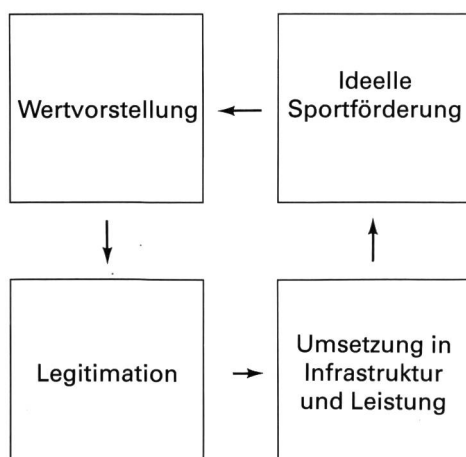 Wertvorstellung
Ideelle
Sportförderung
Legitimation
Umsetzung in
Infrastruktur
und Leistung